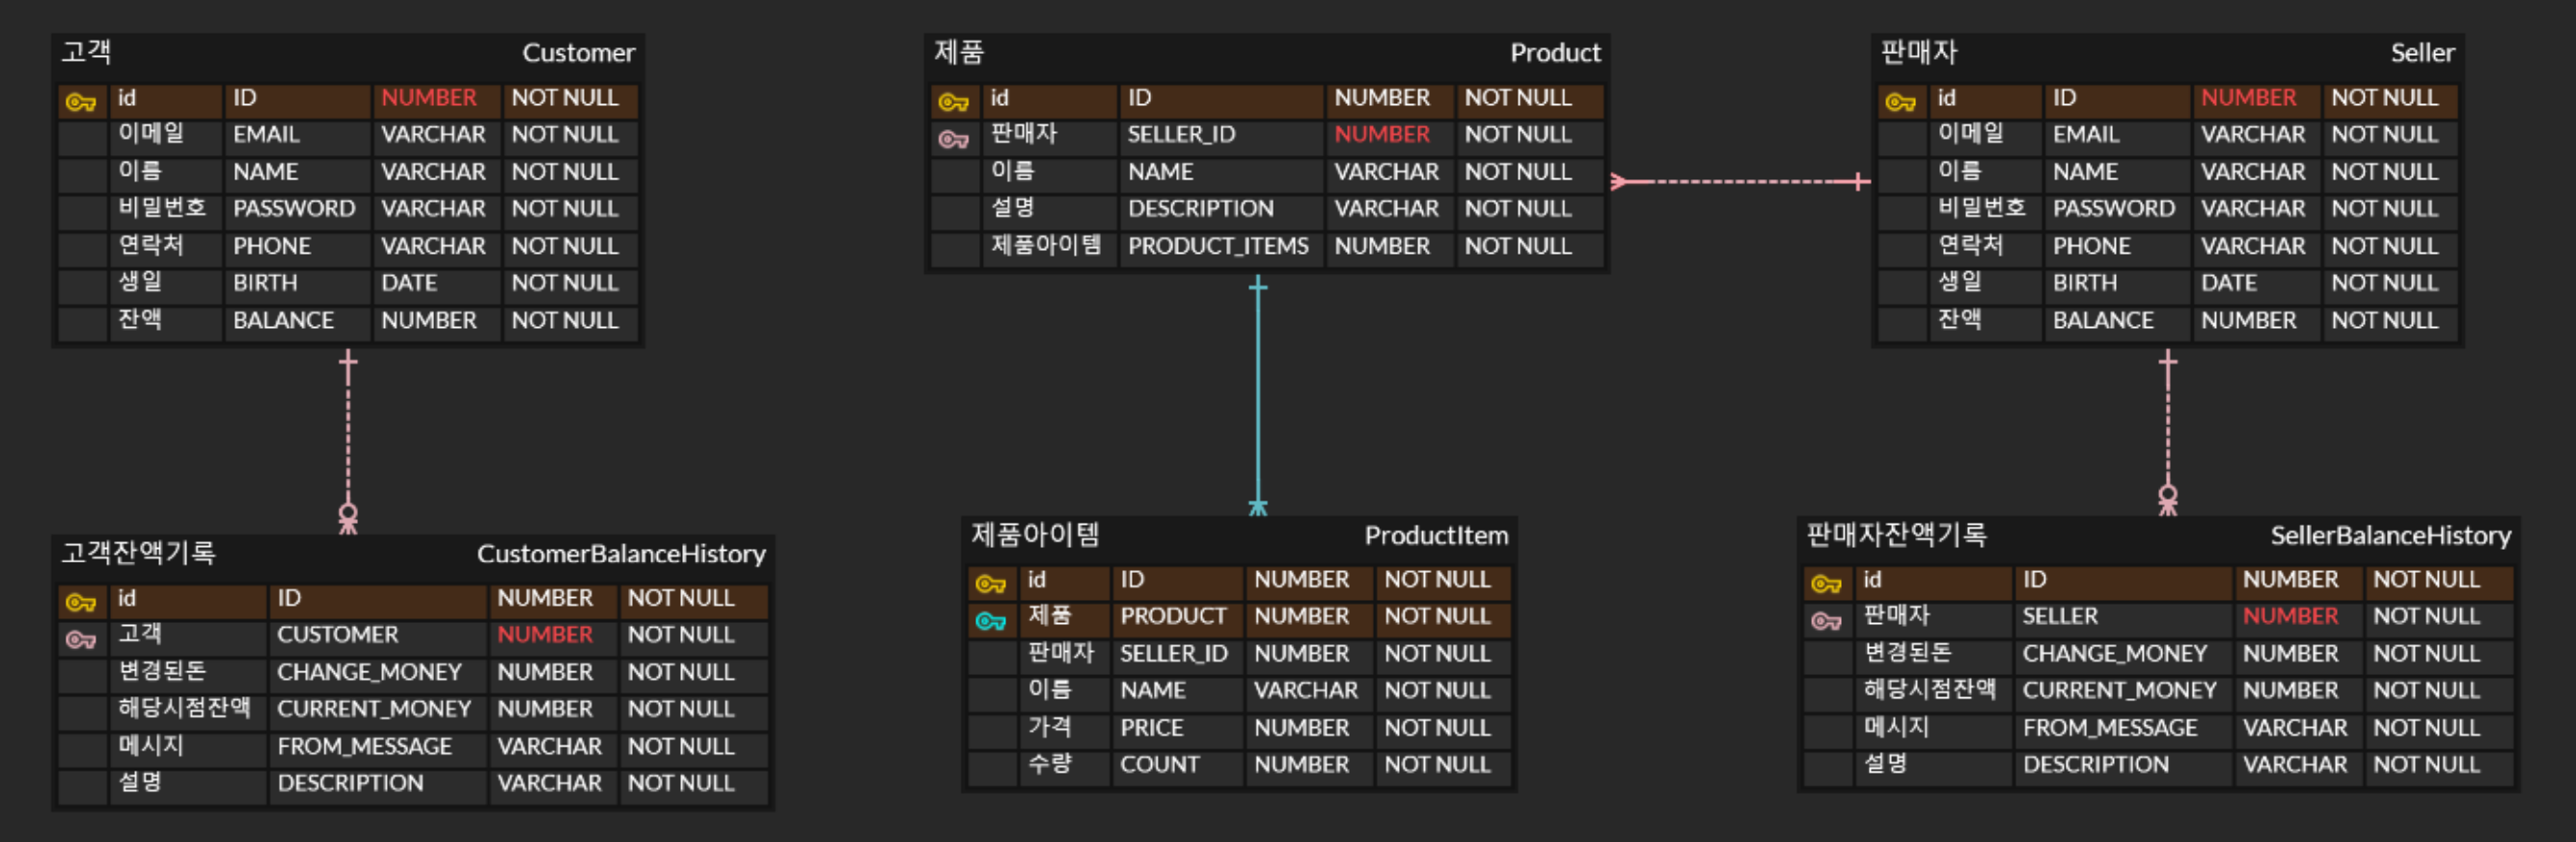 고객 Customer
id ID NUMBER NOT NULL
이메일 EMAIL VARCHAR NOT NULL
이름 NAME VARCHAR NOT NULL
비밀번호 PASSWORD VARCHAR NOT NULL
연락처 PHONE VARCHAR NOT NULL
생일 BIRTH DATE NOT NULL
잔액 BALANCE NUMBER NOT NULL
제품 Product
id ID NUMBER NOT NULL
판매자 SELLER_ID NUMBER NOT NULL
이름 NAME VARCHAR NOT NULL
설명 DESCRIPTION VARCHAR NOT NULL
제품아이템 PRODUCT_ITEMS NUMBER NOT NULL
판매자 Seller
id ID NUMBER NOT NULL
이메일 EMAIL VARCHAR NOT NULL
이름 NAME VARCHAR NOT NULL
비밀번호 PASSWORD VARCHAR NOT NULL
연락처 PHONE VARCHAR NOT NULL
생일 BIRTH DATE NOT NULL
잔액 BALANCE NUMBER NOT NULL
고객잔액기록 CustomerBalanceHistory
id ID NUMBER NOT NULL
고객 CUSTOMER NUMBER NOT NULL
변경된돈 CHANGE_MONEY NUMBER NOT NULL
해당시점잔액 CURRENT_MONEY NUMBER NOT NULL
메시지 FROM_MESSAGE VARCHAR NOT NULL
설명 DESCRIPTION VARCHAR NOT NULL
제품아이템 ProductItem
id ID NUMBER NOT NULL
제품 PRODUCT NUMBER NOT NULL
판매자 SELLER_ID NUMBER NOT NULL
이름 NAME VARCHAR NOT NULL
가격 PRICE NUMBER NOT NULL
수량 COUNT NUMBER NOT NULL
판매자잔액기록 SellerBalanceHistory
id ID NUMBER NOT NULL
판매자 SELLER NUMBER NOT NULL
변경된돈 CHANGE_MONEY NUMBER NOT NULL
해당시점잔액 CURRENT_MONEY NUMBER NOT NULL
메시지 FROM_MESSAGE VARCHAR NOT NULL
설명 DESCRIPTION VARCHAR NOT NULL